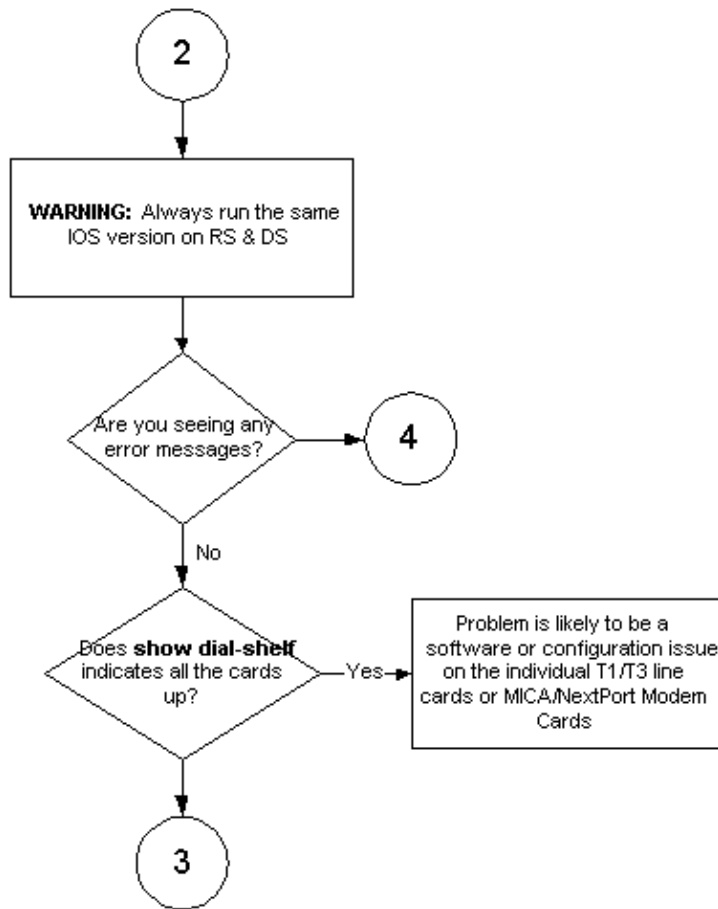 2
WARNING: Always run the same
IOS version on RS & DS
Are you seeing any
error messages?
4
No
Does show dial-shelf
indicates all the cards
up?
Yes
Problem is likely to be a
software or configuration issue
on the individual T1/T3 line
cards or MICA/NextPort Modem
Cards
3